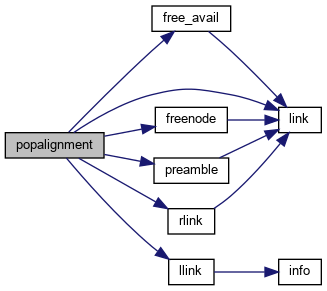 free_avail
link
freenode
popalignment
preamble
rlink
llink
info